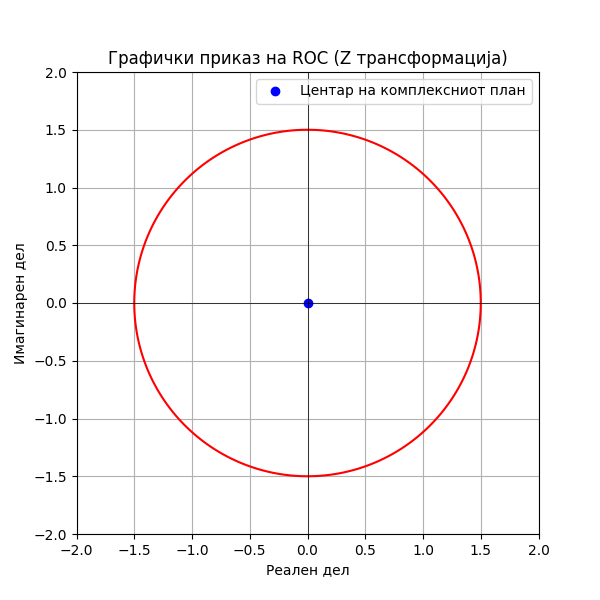 Графички приказ на ROC (Z трансформација)
Центар на комплексниот план
2.0
1.5
1.0
0.5
0.0
−0.5
−1.0
−1.5
−2.0
Имагинарен дел
−2.0 −1.5 −1.0 −0.5 0.0 0.5 1.0 1.5 2.0
Реален дел